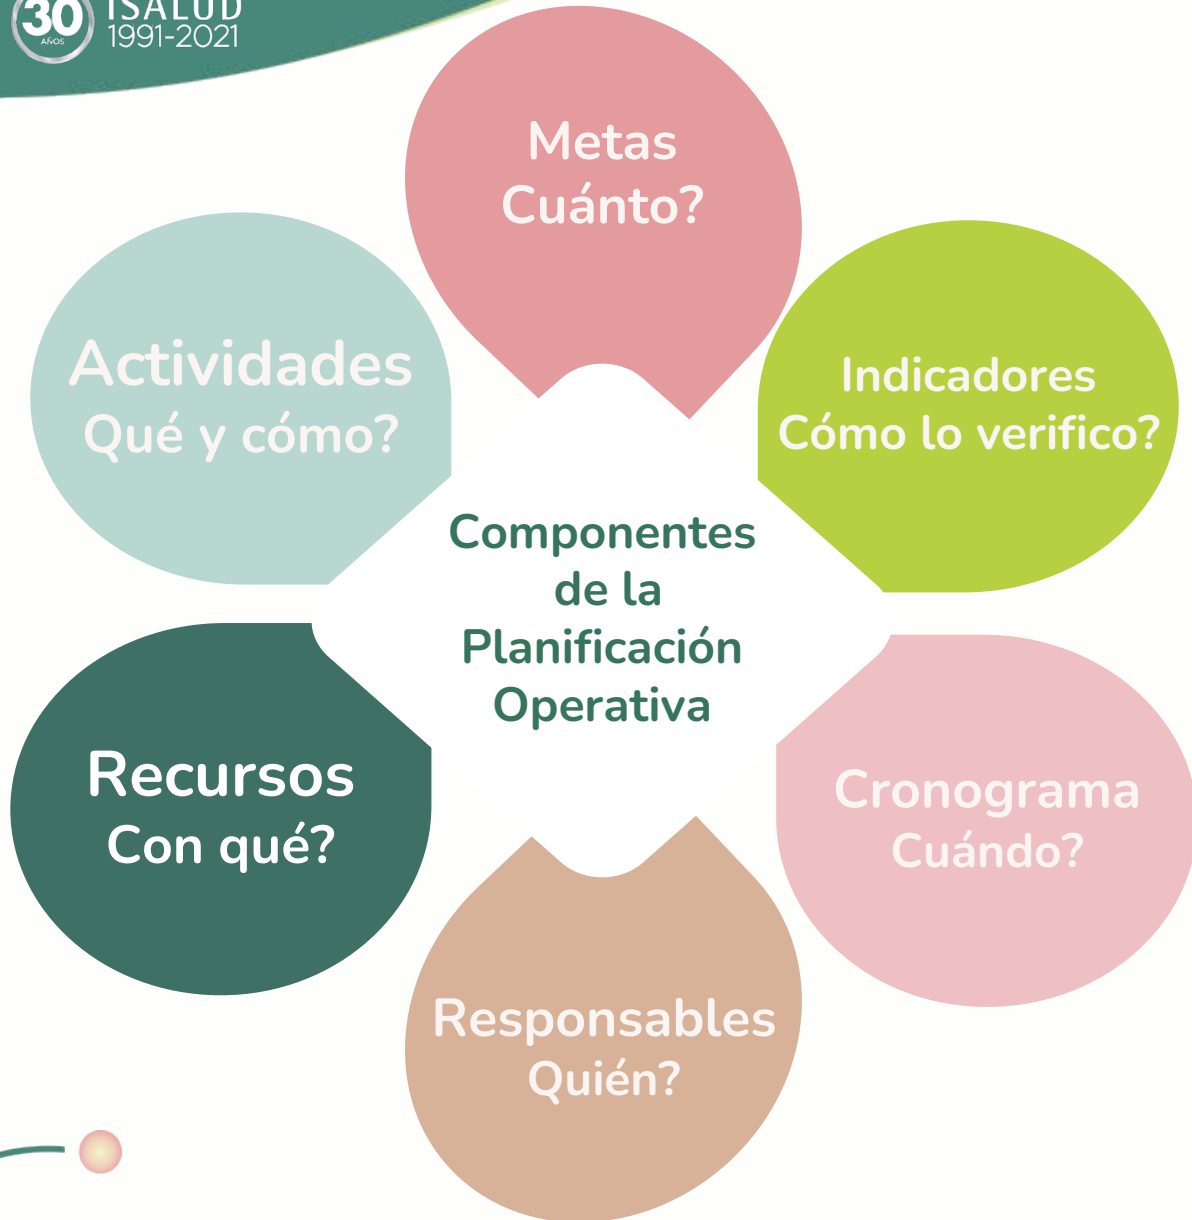 30
AÑOS
ISALUD
1991-2021
Metas
Cuánto?
Actividades
Qué y cómo?
Indicadores
Cómo lo verifico?
Componentes
de la
Planificación
Operativa
Recursos
Con qué?
Cronograma
Cuándo?
Responsables
Quién?